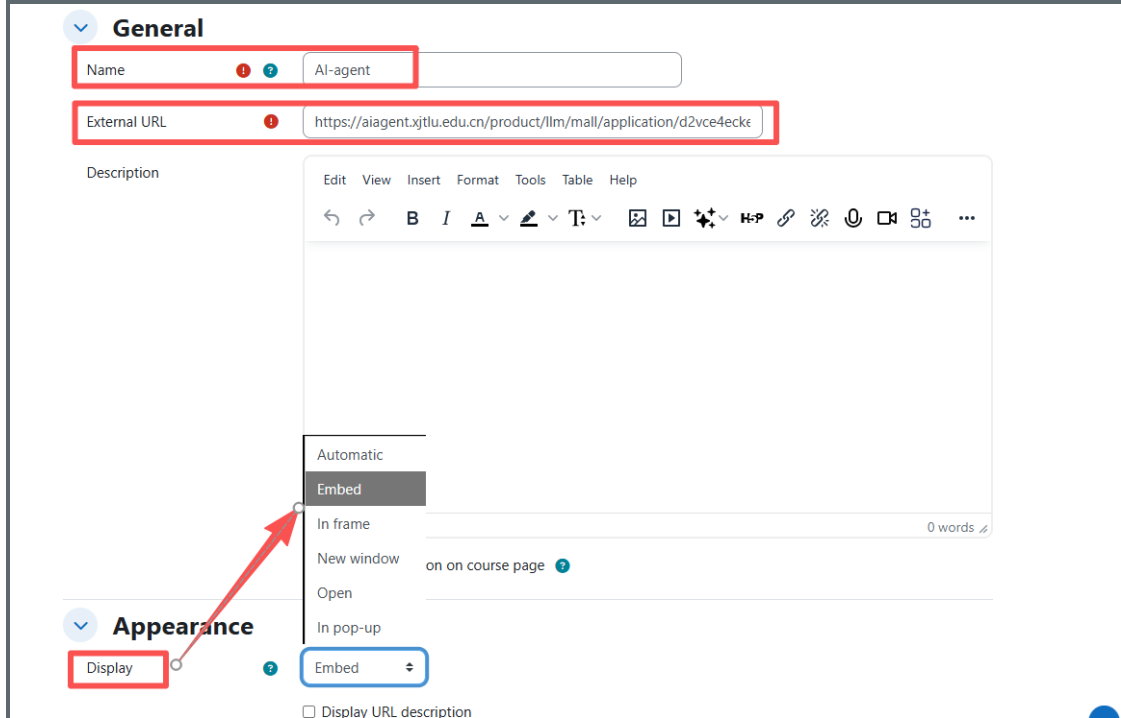 General
Name
AI-agent
External URL
https://aiagent.xjtlu.edu.cn/product/llm/mall/application/d2vce4ecke
Description
Edit View Insert Format Tools Table Help
B I A T H5P
0 words
Automatic
Embed
In frame
New window
Open
In pop-up
on on course page
Appearance
Display
Embed
Display URL description